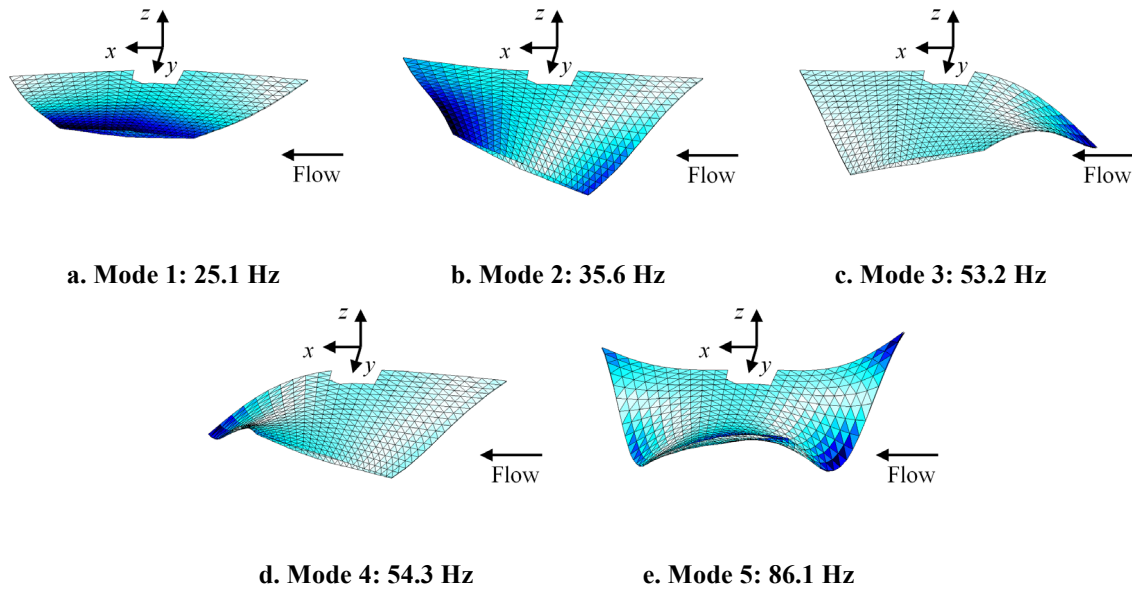 z
x
y
Flow
a. Mode 1: 25.1 Hz
z
x
y
Flow
b. Mode 2: 35.6 Hz
z
x
y
Flow
c. Mode 3: 53.2 Hz
z
x
y
Flow
d. Mode 4: 54.3 Hz
z
x
y
Flow
e. Mode 5: 86.1 Hz